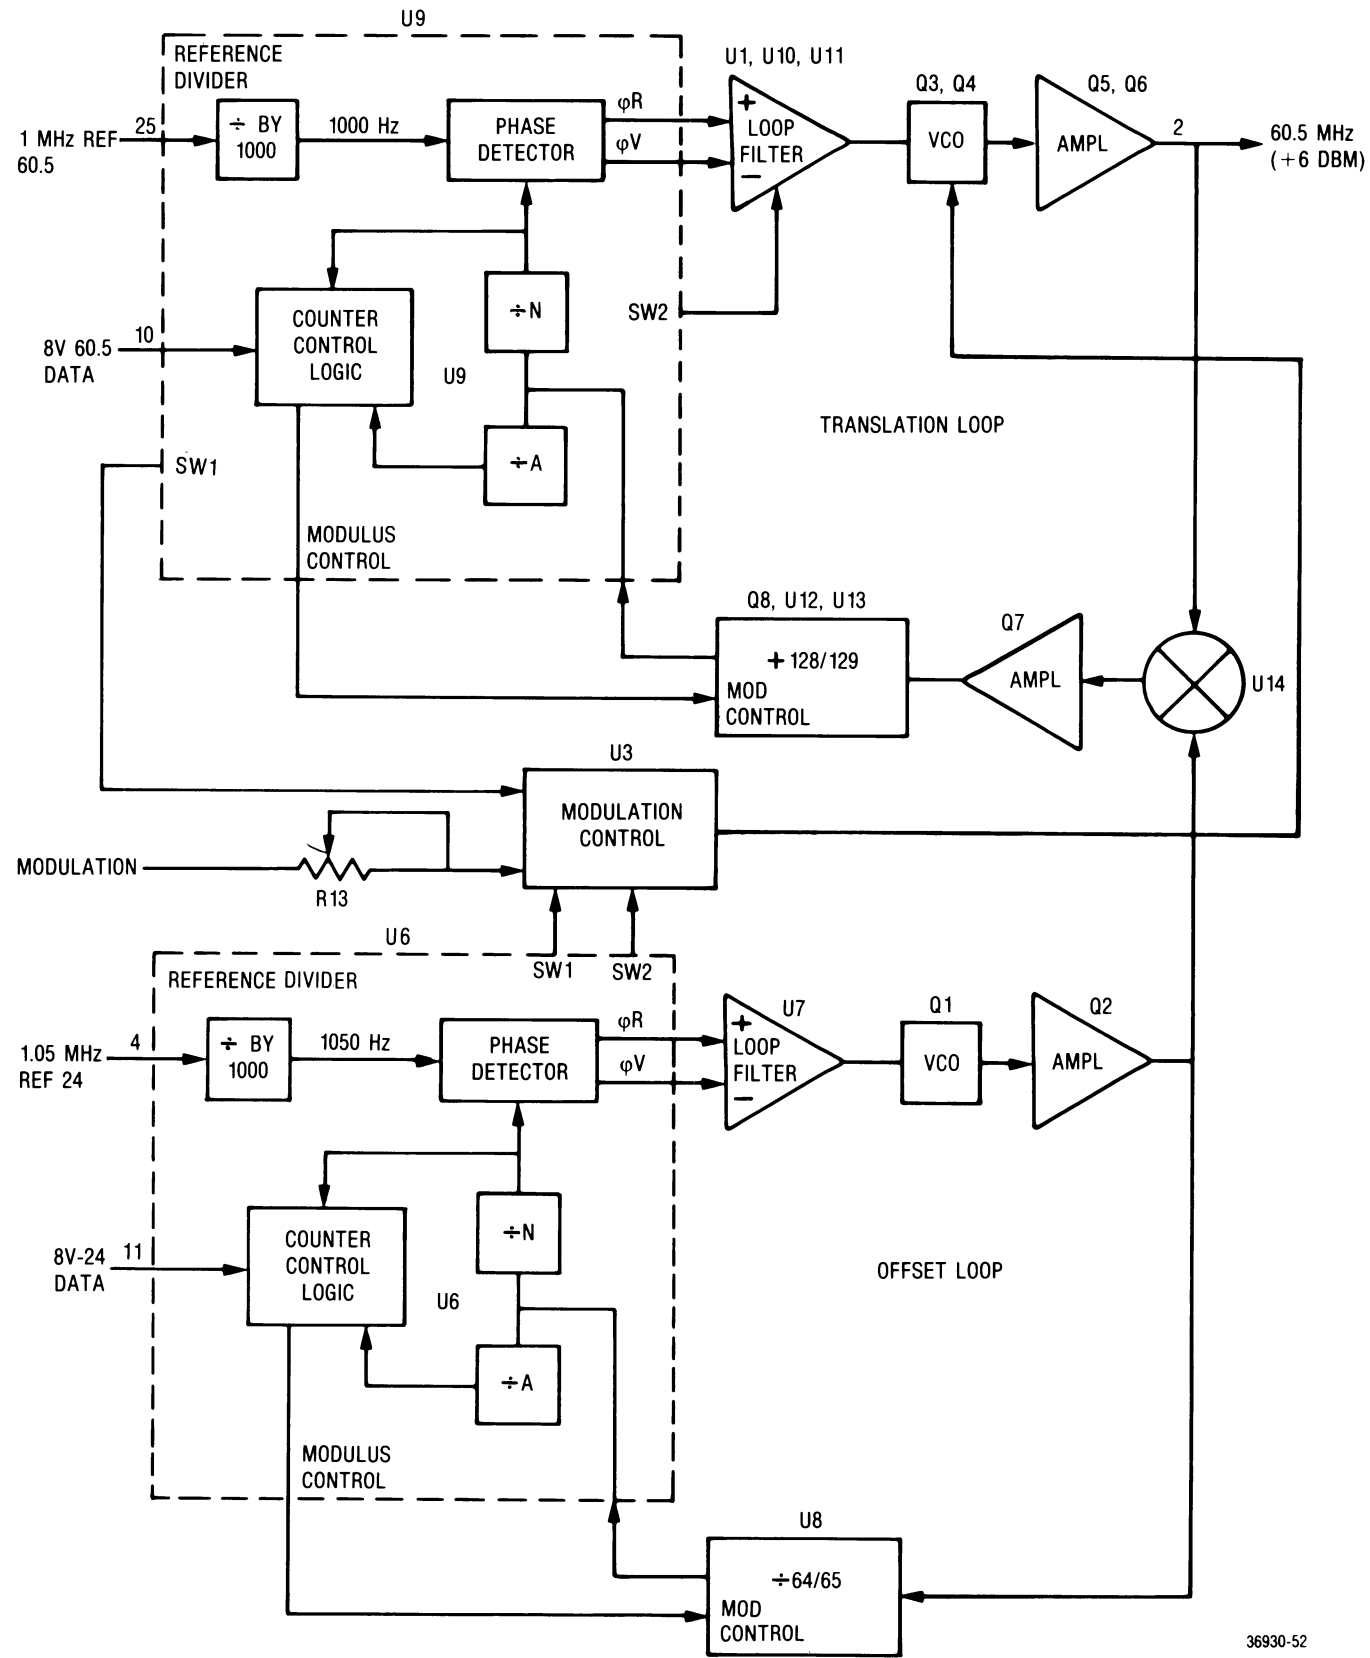 U9
REFERENCE
DIVIDER
U1, U10, U11
Q3, Q4
Q5, Q6
1 MHz REF
60.5
25
÷ BY
1000
1000 Hz
PHASE
DETECTOR
φR
φV
+
LOOP
FILTER
−
VCO
AMPL
2
60.5 MHz
(+6 DBM)
8V 60.5
DATA
10
COUNTER
CONTROL
LOGIC
÷N
U9
÷A
SW2
SW1
MODULUS
CONTROL
TRANSLATION LOOP
Q8, U12, U13
+128/129
MOD
CONTROL
Q7
AMPL
U14
U3
MODULATION
CONTROL
MODULATION
R13
SW1
SW2
U6
REFERENCE DIVIDER
1.05 MHz
REF 24
4
÷ BY
1000
1050 Hz
PHASE
DETECTOR
φR
φV
U7
+
LOOP
FILTER
−
Q1
VCO
Q2
AMPL
8V-24
DATA
11
COUNTER
CONTROL
LOGIC
÷N
U6
÷A
MODULUS
CONTROL
OFFSET LOOP
U8
÷64/65
MOD
CONTROL
36930-52